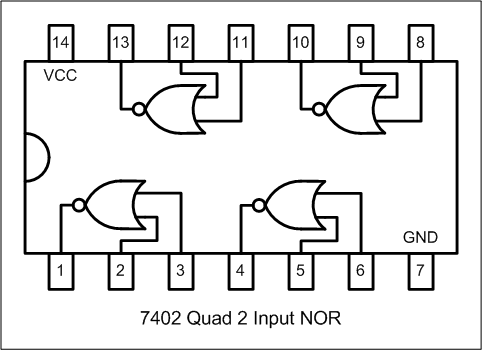 14 13 12 11 10 9 8
VCC
GND
1 2 3 4 5 6 7
7402 Quad 2 Input NOR